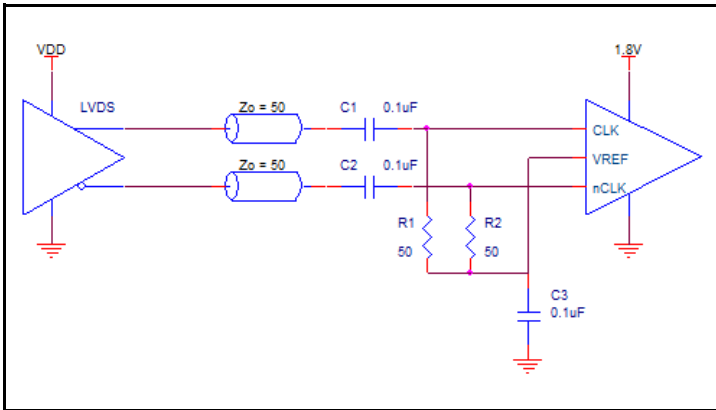 VDD
1.8V
LVDS
Zo = 50
C1
0.1uF
CLK
Zo = 50
C2
0.1uF
VREF
nCLK
R1
50
R2
50
C3
0.1uF